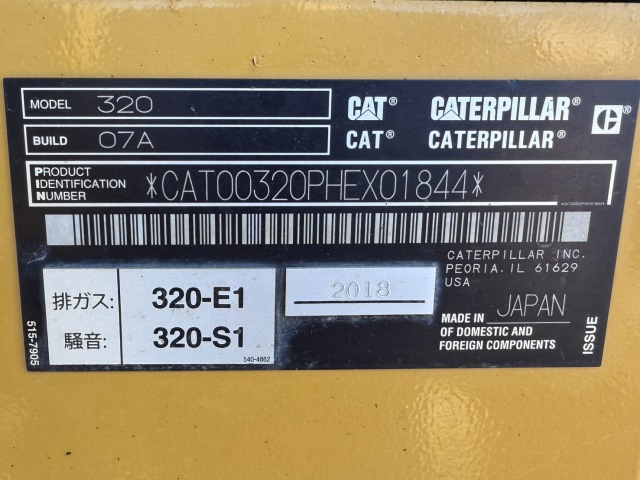 MODEL 320
BUILD 07A
CAT® CATERPILLAR®
CAT® CATERPILLAR®
PRODUCT IDENTIFICATION NUMBER *CAT00320PHEX01844*
*CAT00320PHEX01844*
CATERPILLAR INC.
PEORIA, IL 61629
USA
排ガス: 320-E1
騒音: 320-S1
540-4862
2018
MADE IN JAPAN
OF DOMESTIC AND
FOREIGN COMPONENTS
ISSUE
515-7905